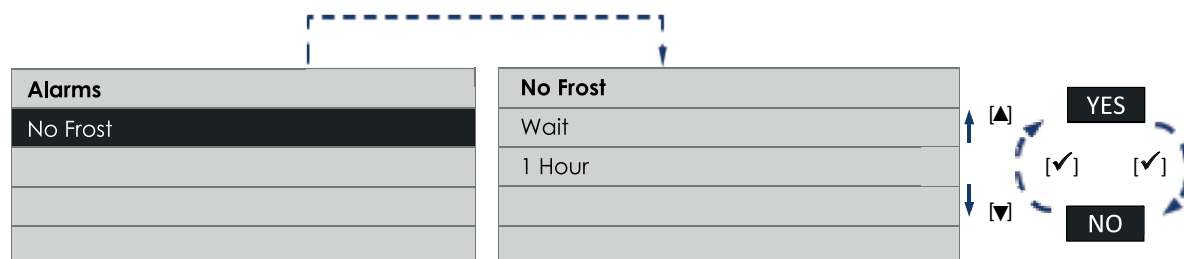 Alarms
No Frost
No Frost
Wait
1 Hour
[▲]
[▼]
YES
[✔] [✔]
NO